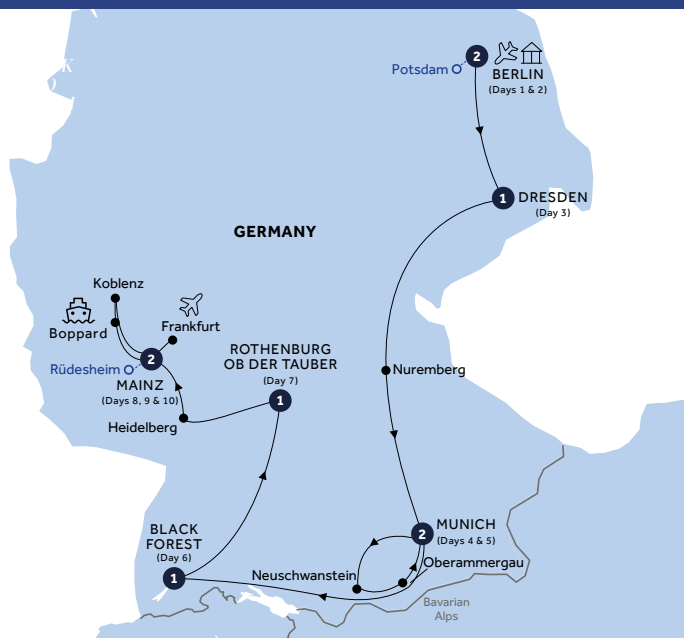 2
Potsdam
BERLIN
(Days 1 & 2)
1
DRESDEN
(Day 3)
GERMANY
Koblenz
Boppard
Frankfurt
2
Rüdesheim
MAINZ
(Days 8, 9 & 10)
ROTHENBURG
OB DER TAUBER
(Day 7)
1
Nuremberg
Heidelberg
BLACK
FOREST
(Day 6)
1
2
MUNICH
(Days 4 & 5)
Neuschwanstein
Oberammergau
Bavarian
Alps